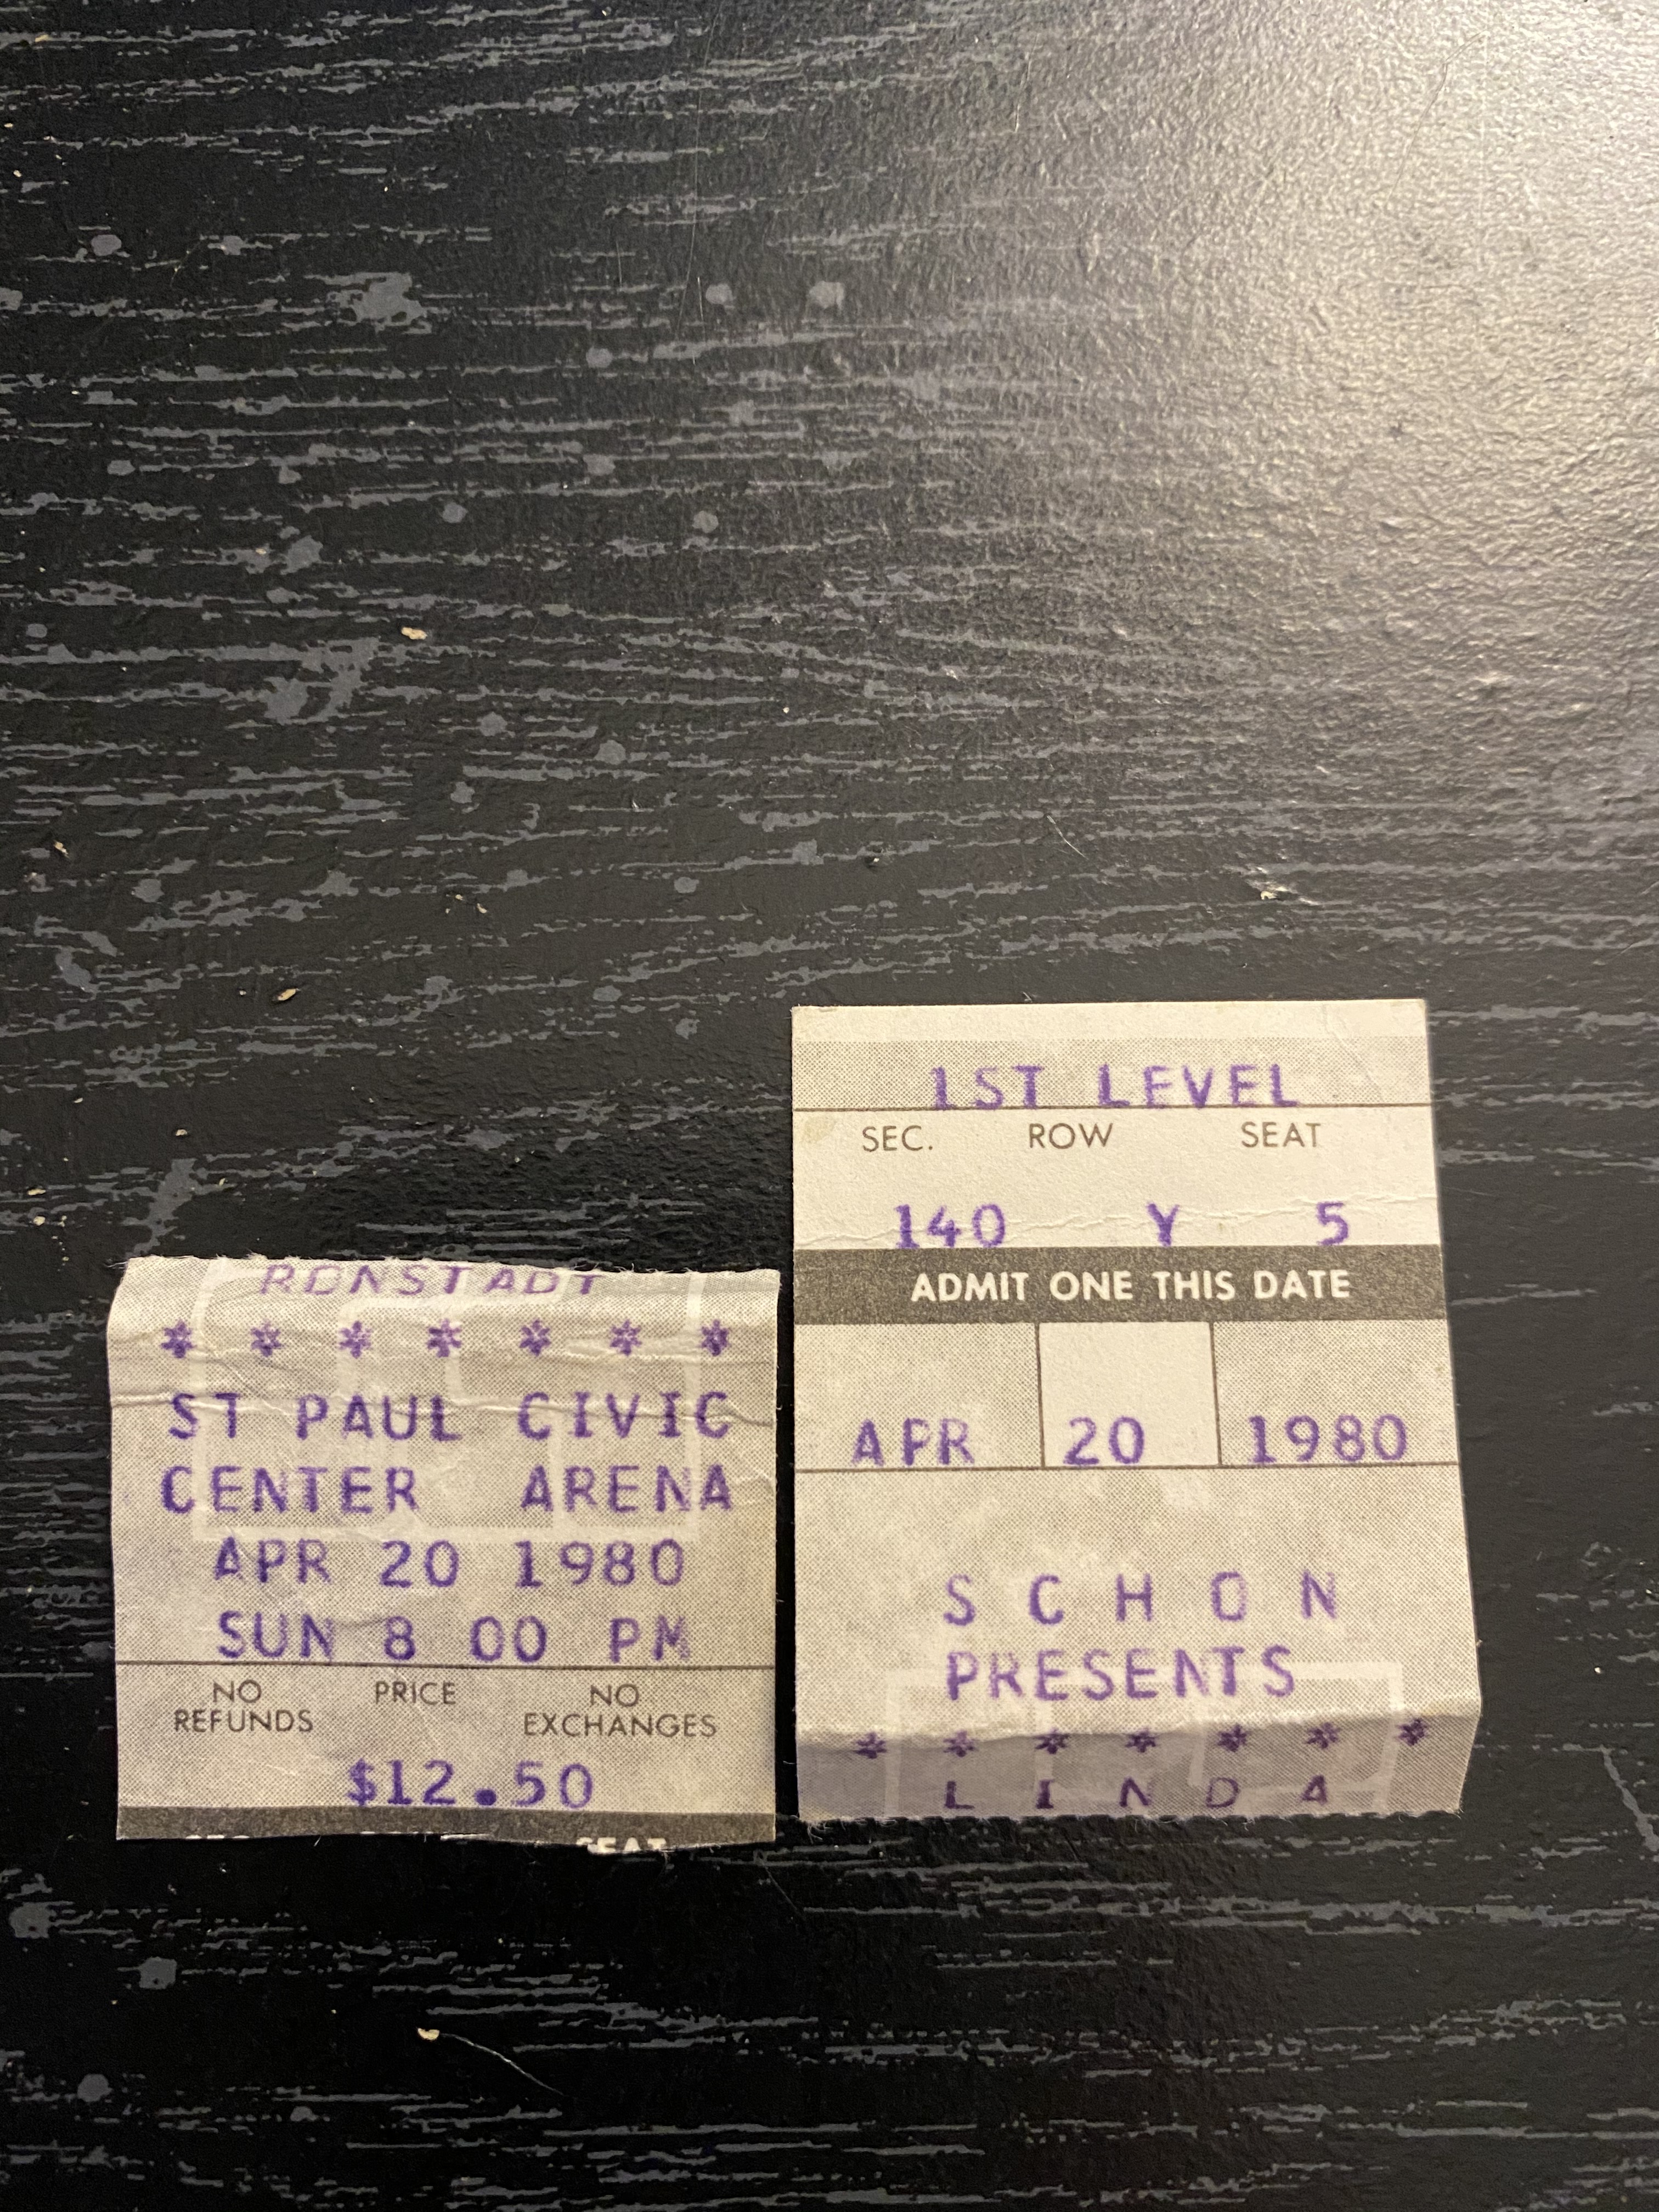 1ST LEVEL
SEC. ROW SEAT
140 Y 5
ADMIT ONE THIS DATE
APR 20 1980
S C H O N
PRESENTS
* * * * * * *
L I N D A
RONSTADT
* * * * * * *
ST PAUL CIVIC
CENTER ARENA
APR 20 1980
SUN 8 00 PM
NO REFUNDS PRICE NO EXCHANGES
$12.50
SEAT